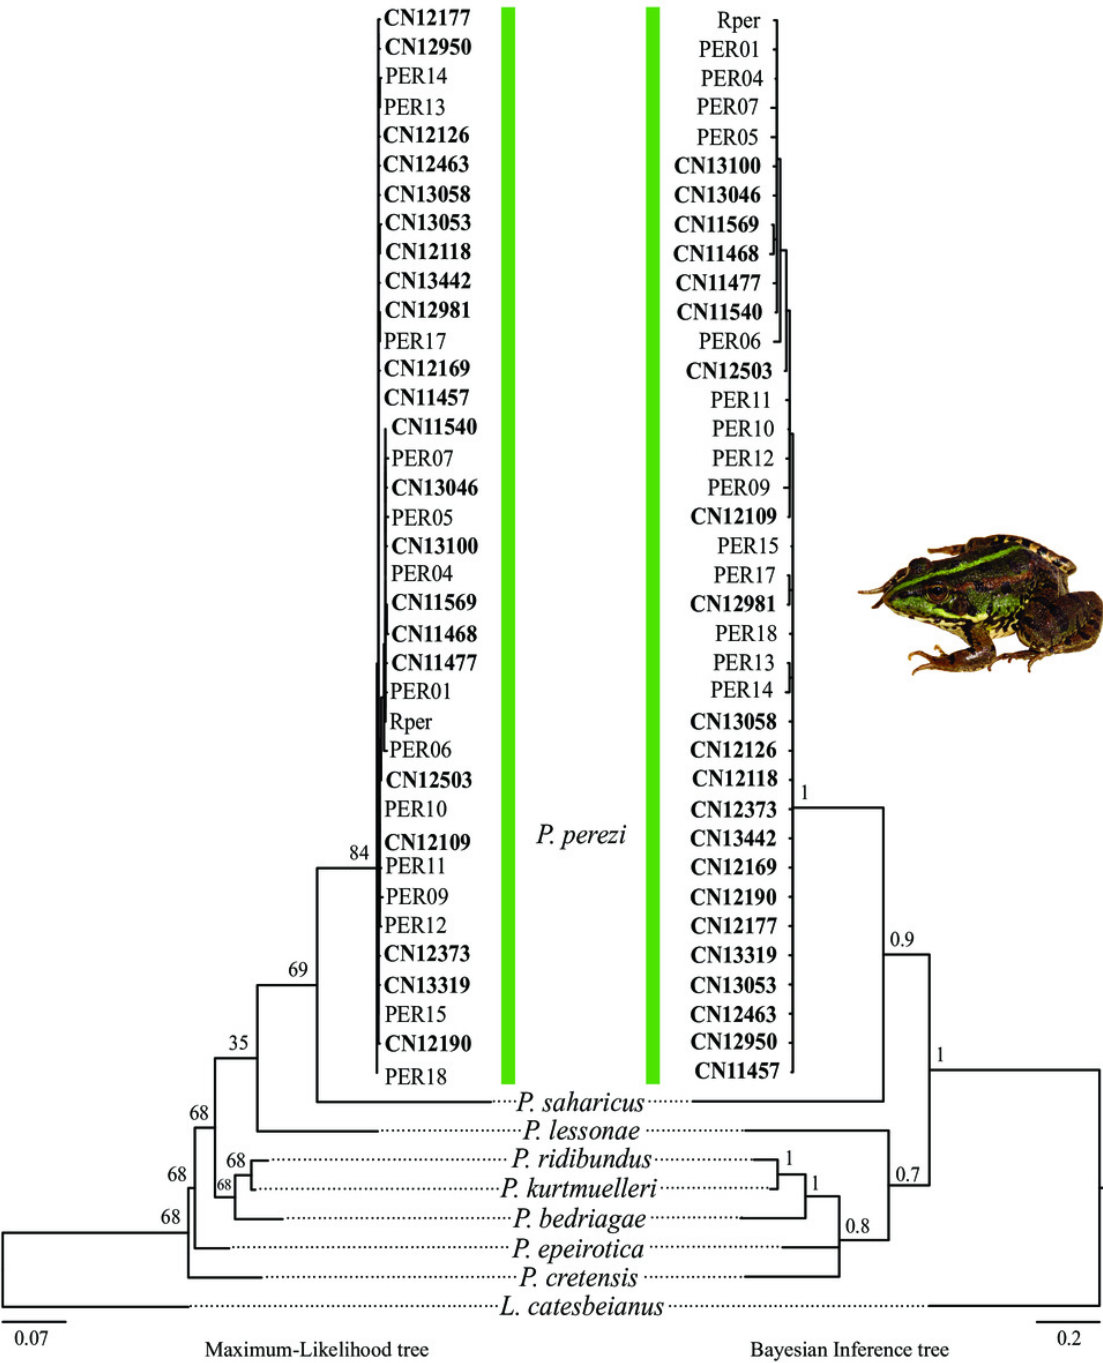 CN12177
CN12950
PER14
PER13
CN12126
CN12463
CN13058
CN13053
CN12118
CN13442
CN12981
PER17
CN12169
CN11457
CN11540
PER07
CN13046
PER05
CN13100
PER04
CN11569
CN11468
CN11477
PER01
Rper
PER06
CN12503
PER10
CN12109
PER11
PER09
PER12
CN12373
CN13319
PER15
CN12190
PER18
84
69
35
68
68
68
68
68
P. perezi
Rper
PER01
PER04
PER07
PER05
CN13100
CN13046
CN11569
CN11468
CN11477
CN11540
PER06
CN12503
PER11
PER10
PER12
PER09
CN12109
PER15
PER17
CN12981
PER18
PER13
PER14
CN13058
CN12126
CN12118
CN12373
CN13442
CN12169
CN12190
CN12177
CN13319
CN13053
CN12463
CN12950
CN11457
1
0.9
1
0.7
1
1
0.8
P. saharicus
P. lessonae
P. ridibundus
P. kurtmuelleri
P. bedriagae
P. epeirotica
P. cretensis
L. catesbeianus
0.07
Maximum-Likelihood tree
Bayesian Inference tree
0.2